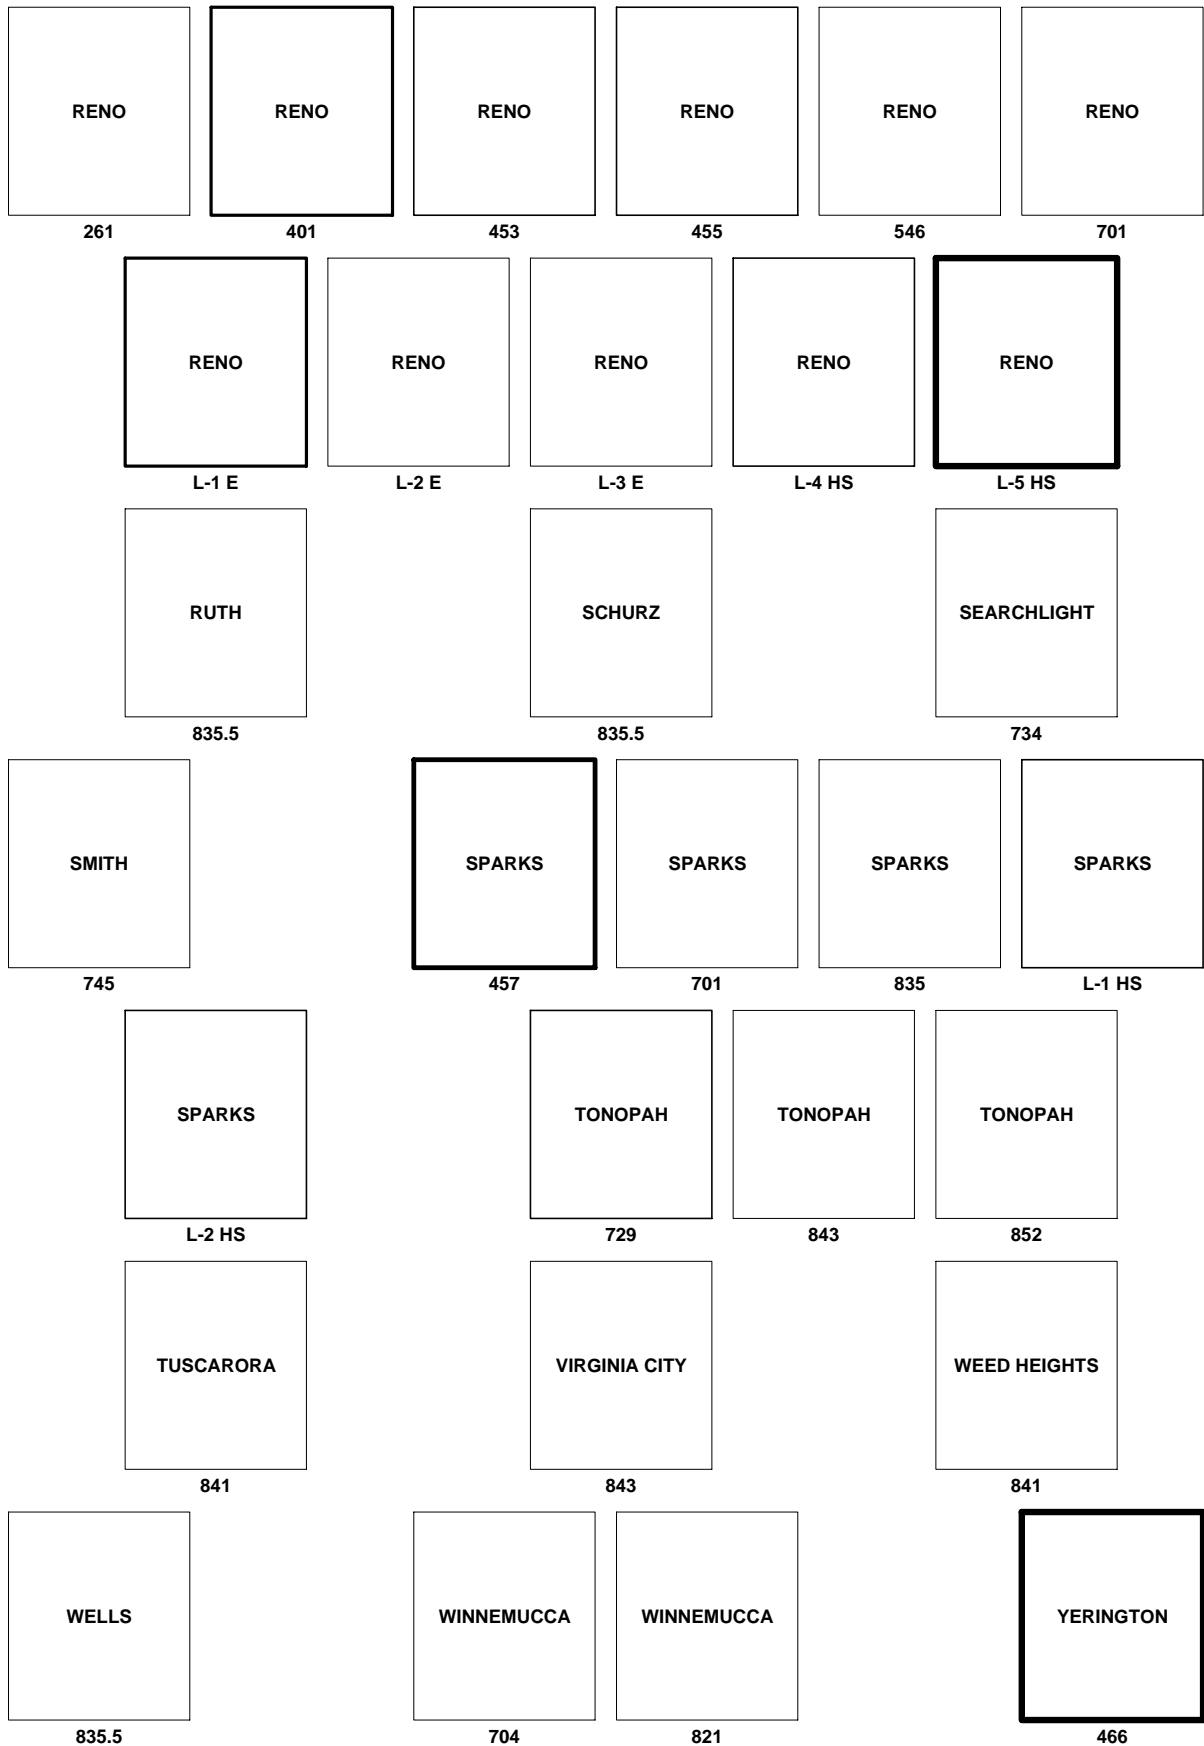 RENO RENO RENO RENO RENO RENO
261 401 453 455 546 701
RENO RENO RENO RENO RENO
L-1 E L-2 E L-3 E L-4 HS L-5 HS
RUTH SCHURZ SEARCHLIGHT
835.5 835.5 734
SMITH SPARKS SPARKS SPARKS SPARKS
745 457 701 835 L-1 HS
SPARKS TONOPAH TONOPAH TONOPAH
L-2 HS 729 843 852
TUSCARORA VIRGINIA CITY WEED HEIGHTS
841 843 841
WELLS WINNEMUCCA WINNEMUCCA YERINGTON
835.5 704 821 466